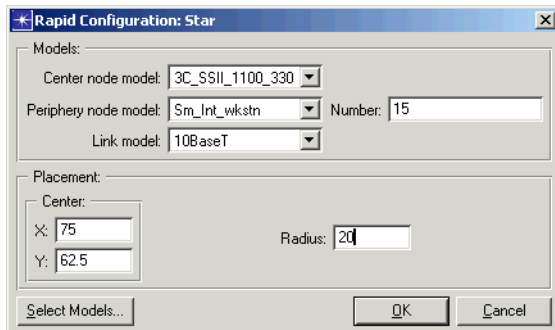 Rapid Configuration: Star
Models:
Center node model: 3C_SSII_1100_330
Periphery node model: Sm_Int_wkstn Number: 15
Link model: 10BaseT
Placement:
Center:
X: 75
Radius: 20
Y: 62.5
Select Models... OK Cancel